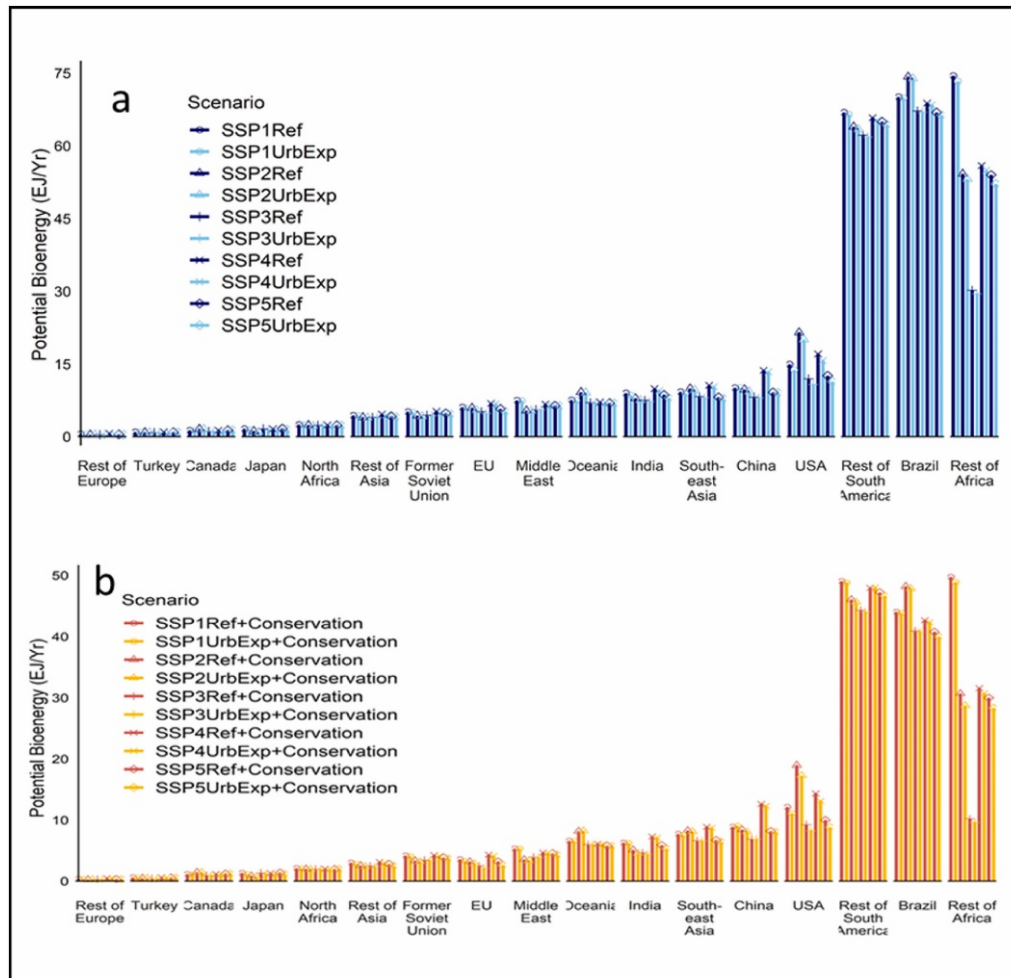 a
75
60
45
30
15
0
Potential Bioenergy (EJ/Yr)
Scenario
SSP1Ref
SSP1UrbExp
SSP2Ref
SSP2UrbExp
SSP3Ref
SSP3UrbExp
SSP4Ref
SSP4UrbExp
SSP5Ref
SSP5UrbExp
Rest of Turkey Canada Japan North Rest of Former EU Middle Oceania India South- China USA Rest of Brazil Rest of
Europe Africa Asia Soviet East east South Africa
Union Asia America
b
50
40
30
20
10
0
Potential Bioenergy (EJ/Yr)
Scenario
SSP1Ref+Conservation
SSP1UrbExp+Conservation
SSP2Ref+Conservation
SSP2UrbExp+Conservation
SSP3Ref+Conservation
SSP3UrbExp+Conservation
SSP4Ref+Conservation
SSP4UrbExp+Conservation
SSP5Ref+Conservation
SSP5UrbExp+Conservation
Rest of Turkey Canada Japan North Rest of Former EU Middle Oceania India South- China USA Rest of Brazil Rest of
Europe Africa Asia Soviet East east South Africa
Union Asia America